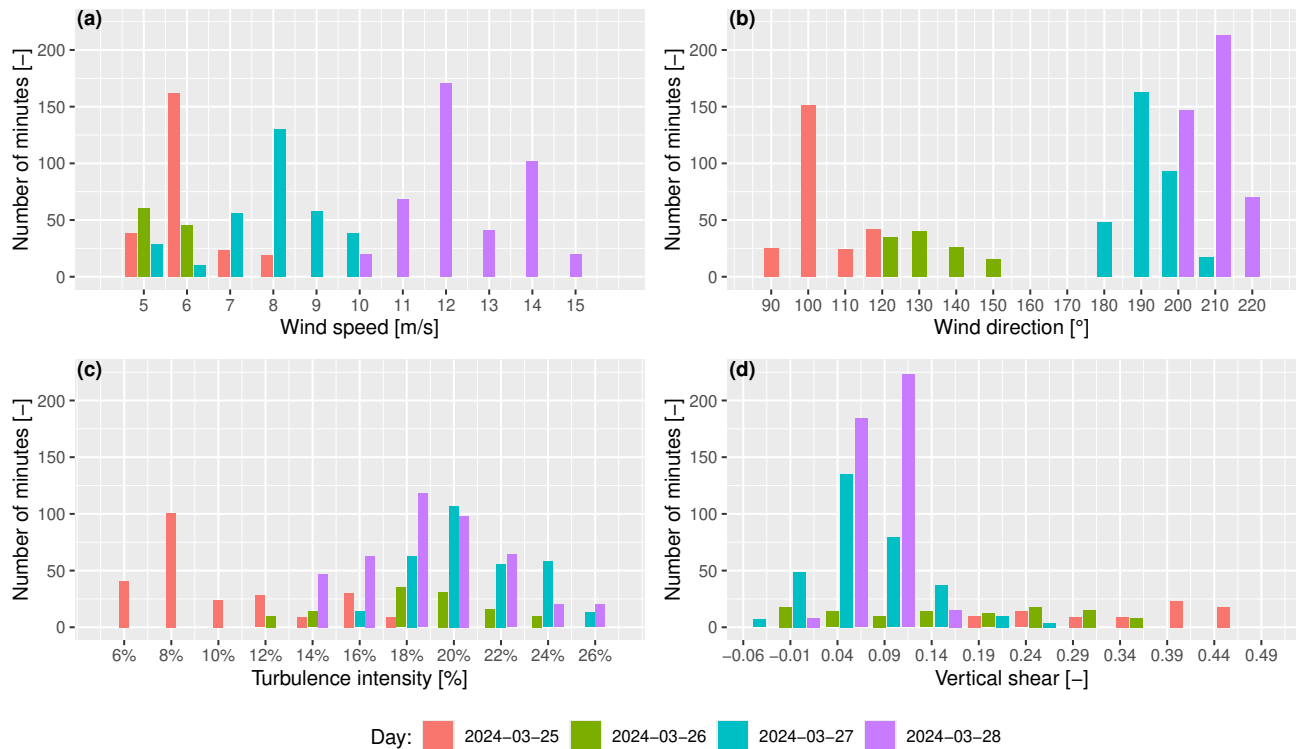 (a)
Number of minutes [−]
200
150
100
50
0
5 6 7 8 9 10 11 12 13 14 15
Wind speed [m/s]
(b)
Number of minutes [−]
200
150
100
50
0
90 100 110 120 130 140 150 160 170 180 190 200 210 220
Wind direction [°]
(c)
Number of minutes [−]
200
150
100
50
0
6% 8% 10% 12% 14% 16% 18% 20% 22% 24% 26%
Turbulence intensity [%]
(d)
Number of minutes [−]
200
150
100
50
0
−0.06 −0.01 0.04 0.09 0.14 0.19 0.24 0.29 0.34 0.39 0.44 0.49
Vertical shear [−]
Day: 2024−03−25 2024−03−26 2024−03−27 2024−03−28